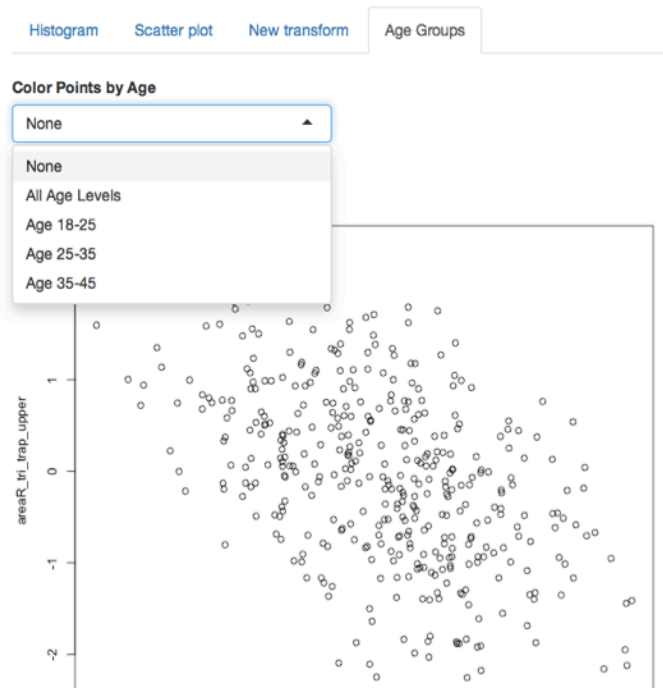 Histogram Scatter plot New transform Age Groups
Color Points by Age
None
None
All Age Levels
Age 18-25
Age 25-35
Age 35-45
areaR_tri_trap_upper
1
0
-1
-2